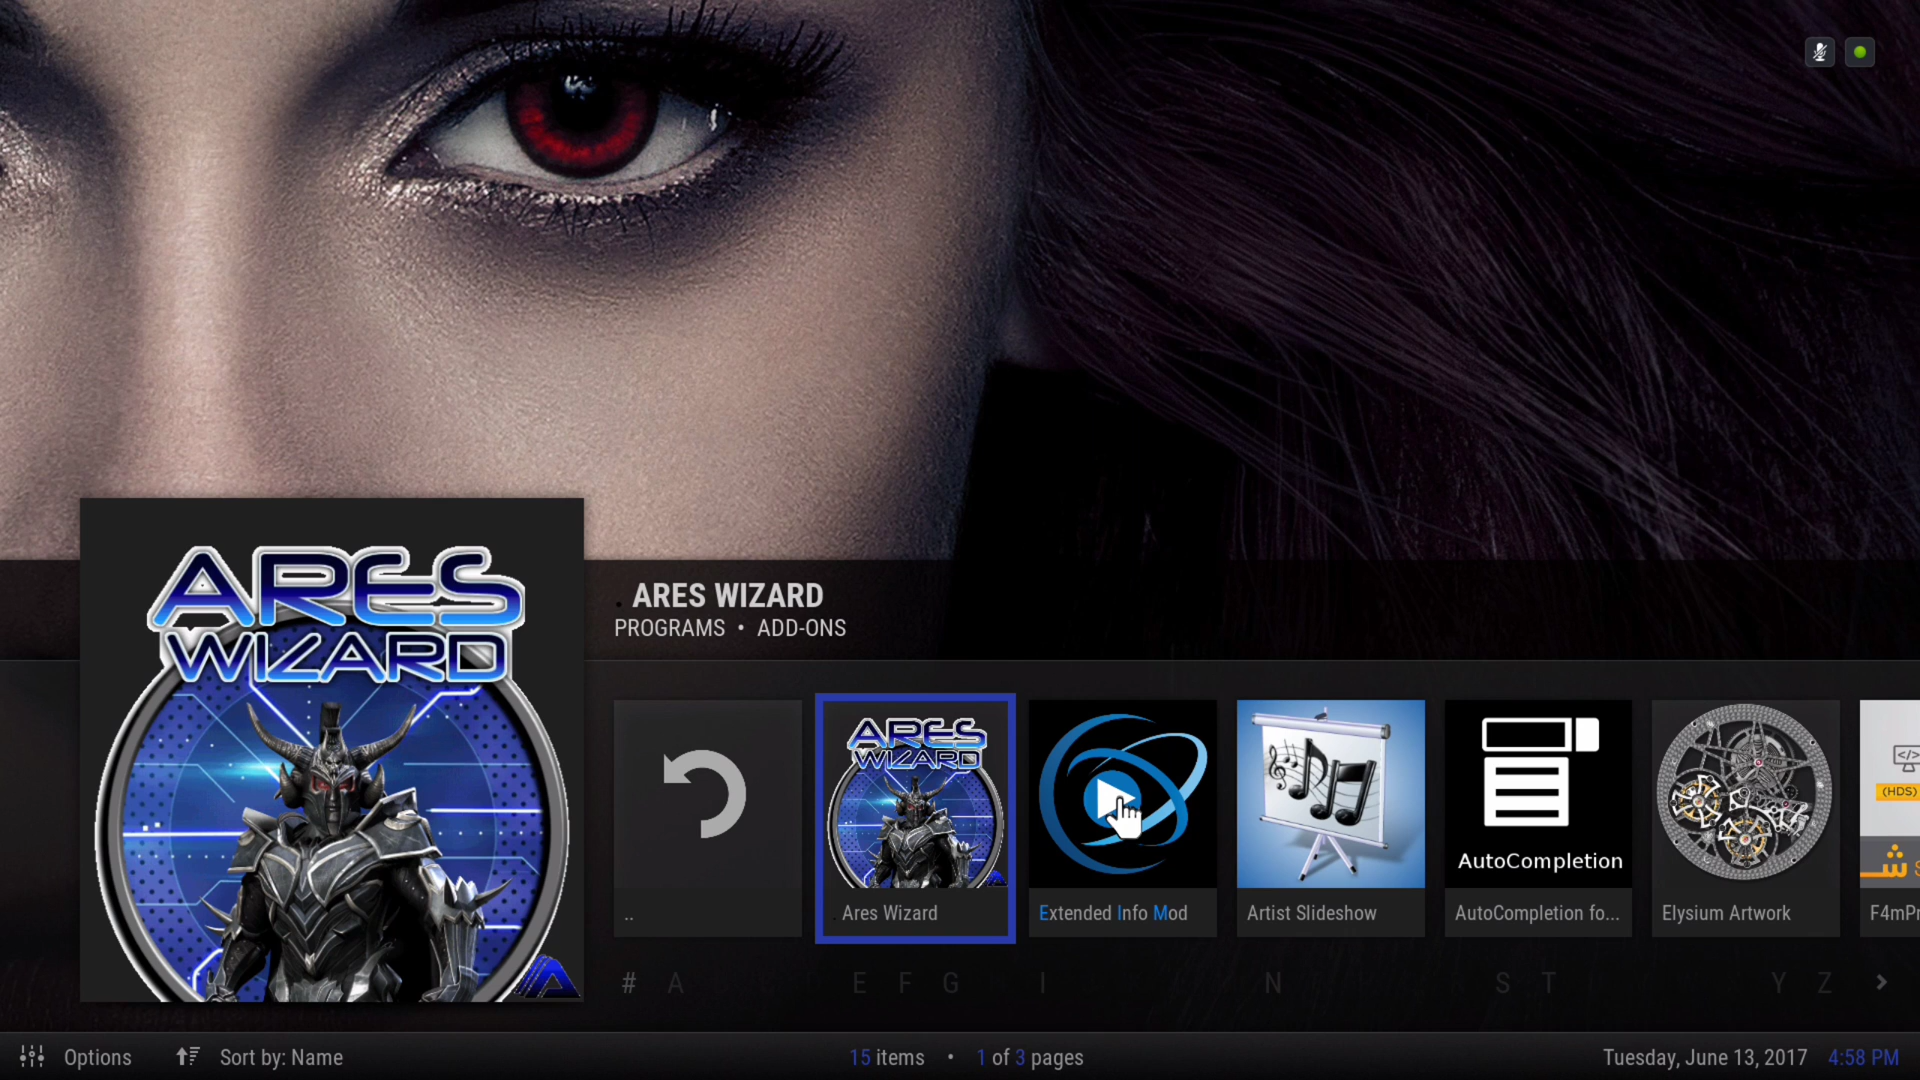 ARES
WIZARD
. ARES WIZARD
PROGRAMS • ADD-ONS
ARES
WIZARD
AutoCompletion
</>
(HDS)
..
. Ares Wizard
Extended Info Mod
Artist Slideshow
AutoCompletion fo...
Elysium Artwork
F4mPr
# A E F G I N S T Y Z
Options
Sort by: Name
15 items • 1 of 3 pages
Tuesday, June 13, 2017 4:58 PM